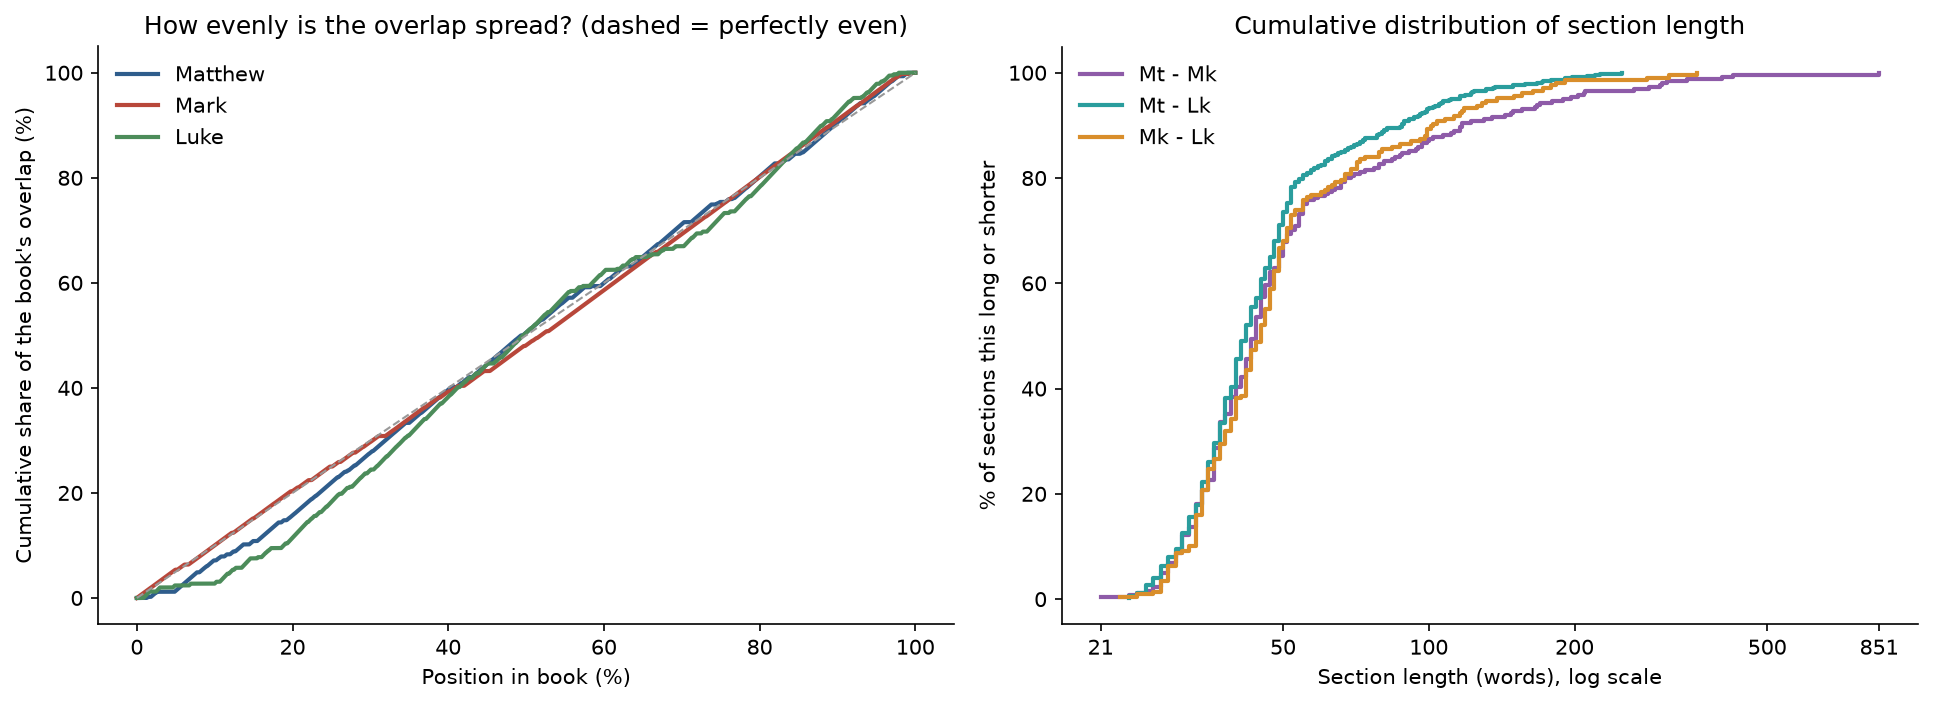 How evenly is the overlap spread? (dashed = perfectly even)
Cumulative share of the book's overlap (%)
100
80
60
40
20
0
Matthew
Mark
Luke
0 20 40 60 80 100
Position in book (%)
Cumulative distribution of section length
% of sections this long or shorter
100
80
60
40
20
0
Mt - Mk
Mt - Lk
Mk - Lk
21 50 100 200 500 851
Section length (words), log scale